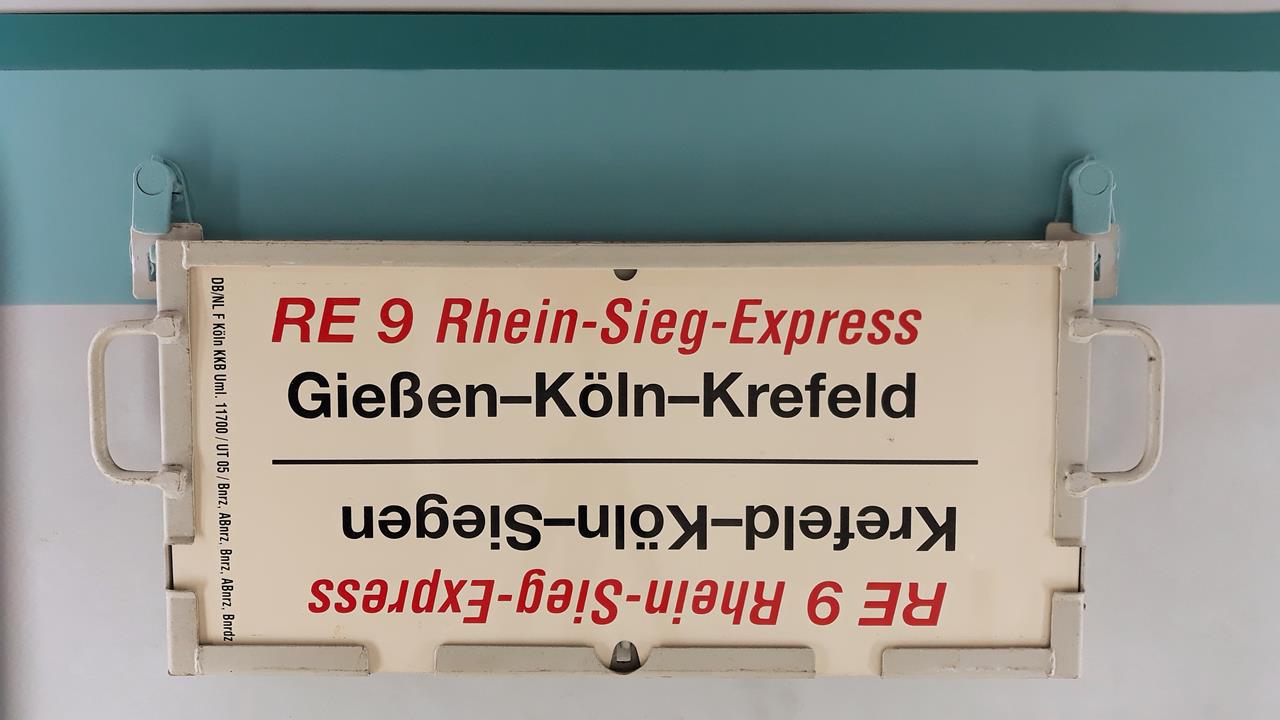 RE 9 Rhein-Sieg-Express
Gießen–Köln–Krefeld
Krefeld–Köln–Siegen
RE 9 Rhein-Sieg-Express
DB/NL F Köln KKB Uml. 11700 / UT 05 / Bnrz, ABnrz, Bnrz, ABnrz, Bnrdz